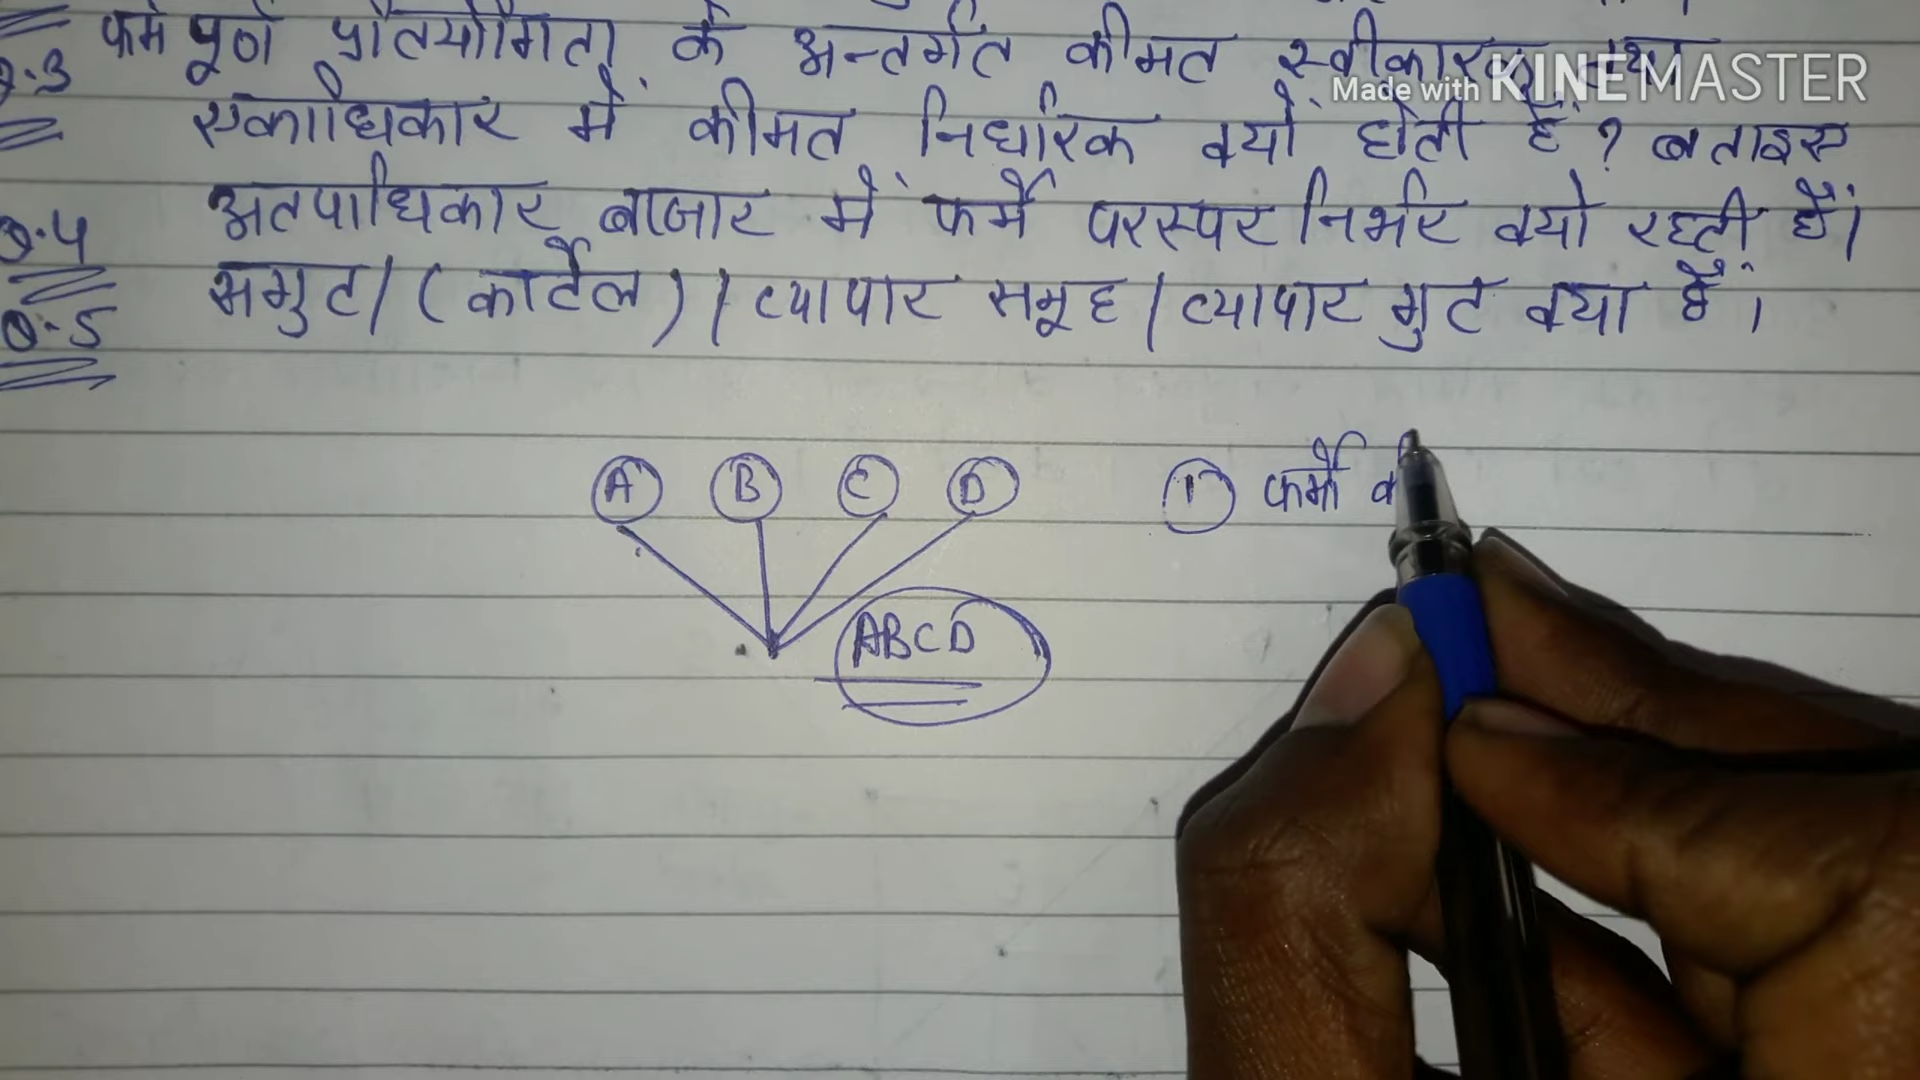 Q.3 फर्म पूर्ण प्रतियोगिता के अन्तर्गत कीमत स्वीकारक तथा
Made with KINEMASTER
एकाधिकार में कीमत निर्धारक क्यों होती है? बताइए
Q.4 अल्पाधिकार बाजार में फर्में परस्पर निर्भर क्यो रहती हैं।
Q.5 समुट/(कार्टेल)/व्यापार समूह/व्यापार गुट क्या है।
A B C D
1 फर्मों
ABCD